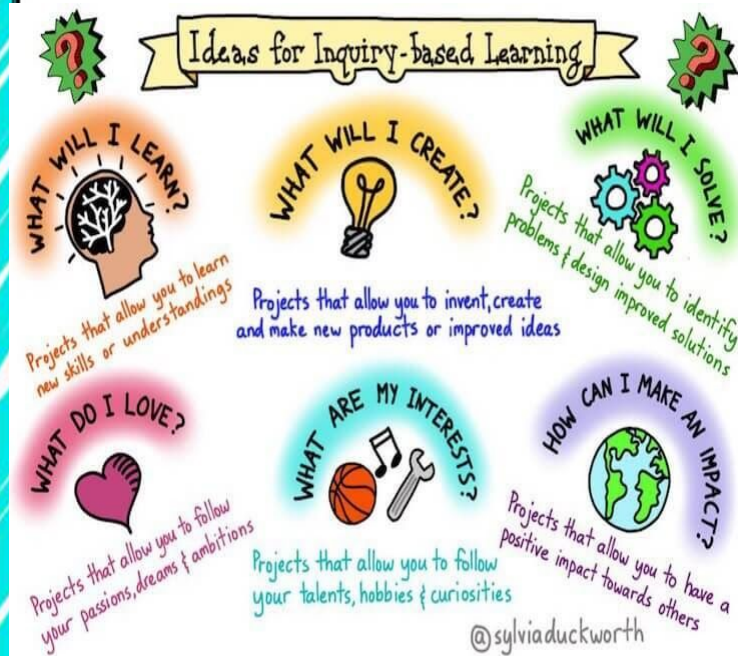 ?
?
Ideas for Inquiry-based Learning
WHAT WILL I LEARN?
Projects that allow you to learn
new skills or understandings
WHAT WILL I CREATE?
Projects that allow you to invent, create
and make new products or improved ideas
WHAT WILL I SOLVE?
Projects that allow you to identify
problems & design improved solutions
WHAT DO I LOVE?
Projects that allow you to follow
your passions, dreams & ambitions
WHAT ARE MY INTERESTS?
Projects that allow you to follow
your talents, hobbies & curiosities
HOW CAN I MAKE AN IMPACT?
Projects that allow you to have a
positive impact towards others
@sylviaduckworth